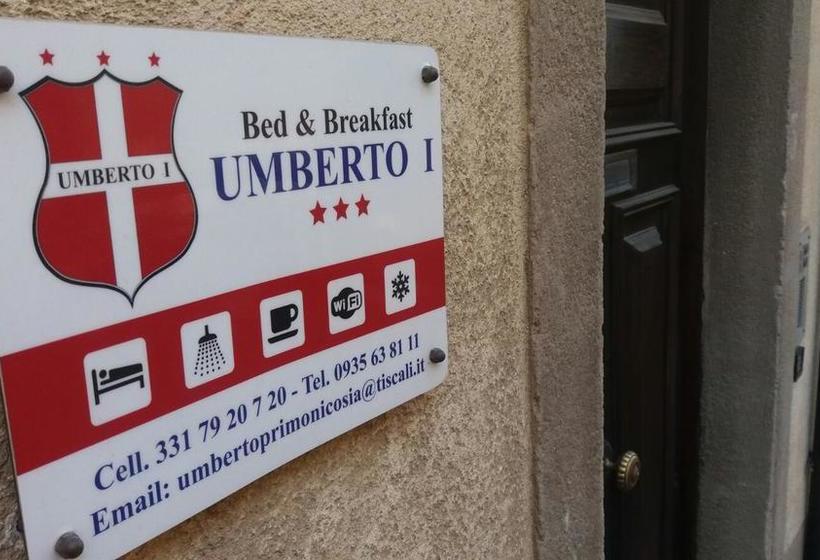 UMBERTO I
Bed & Breakfast
UMBERTO I
WiFi
Cell. 331 79 20 7 20 - Tel. 0935 63 81 11
Email: umbertoprimonicosia@tiscali.it